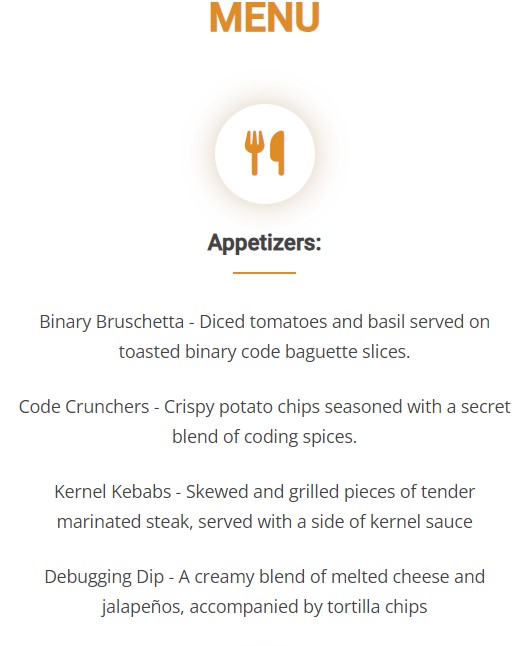 MENU
Appetizers:
Binary Bruschetta - Diced tomatoes and basil served on
toasted binary code baguette slices.
Code Crunchers - Crispy potato chips seasoned with a secret
blend of coding spices.
Kernel Kebabs - Skewed and grilled pieces of tender
marinated steak, served with a side of kernel sauce
Debugging Dip - A creamy blend of melted cheese and
jalapeños, accompanied by tortilla chips